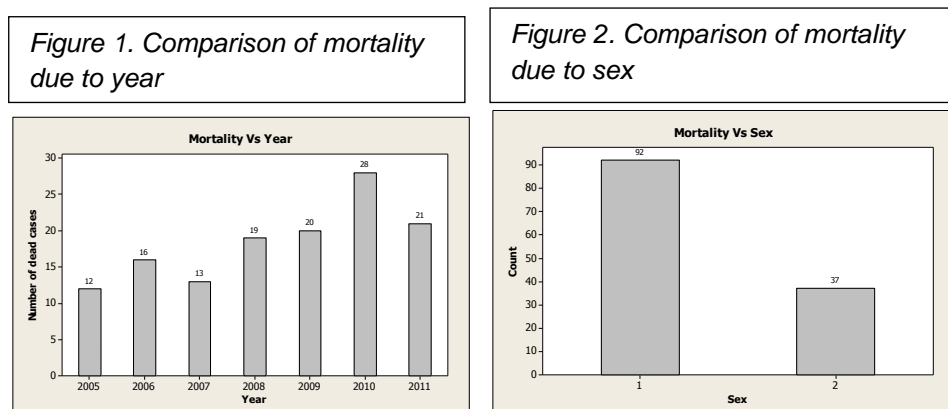 Figure 1. Comparison of mortality
due to year
Figure 2. Comparison of mortality
due to sex
Mortality Vs Year
Number of dead cases
30
25
20
15
10
5
0
12
16
13
19
20
28
21
2005 2006 2007 2008 2009 2010 2011
Year
Mortality Vs Sex
Count
90
80
70
60
50
40
30
20
10
0
92
37
1 2
Sex